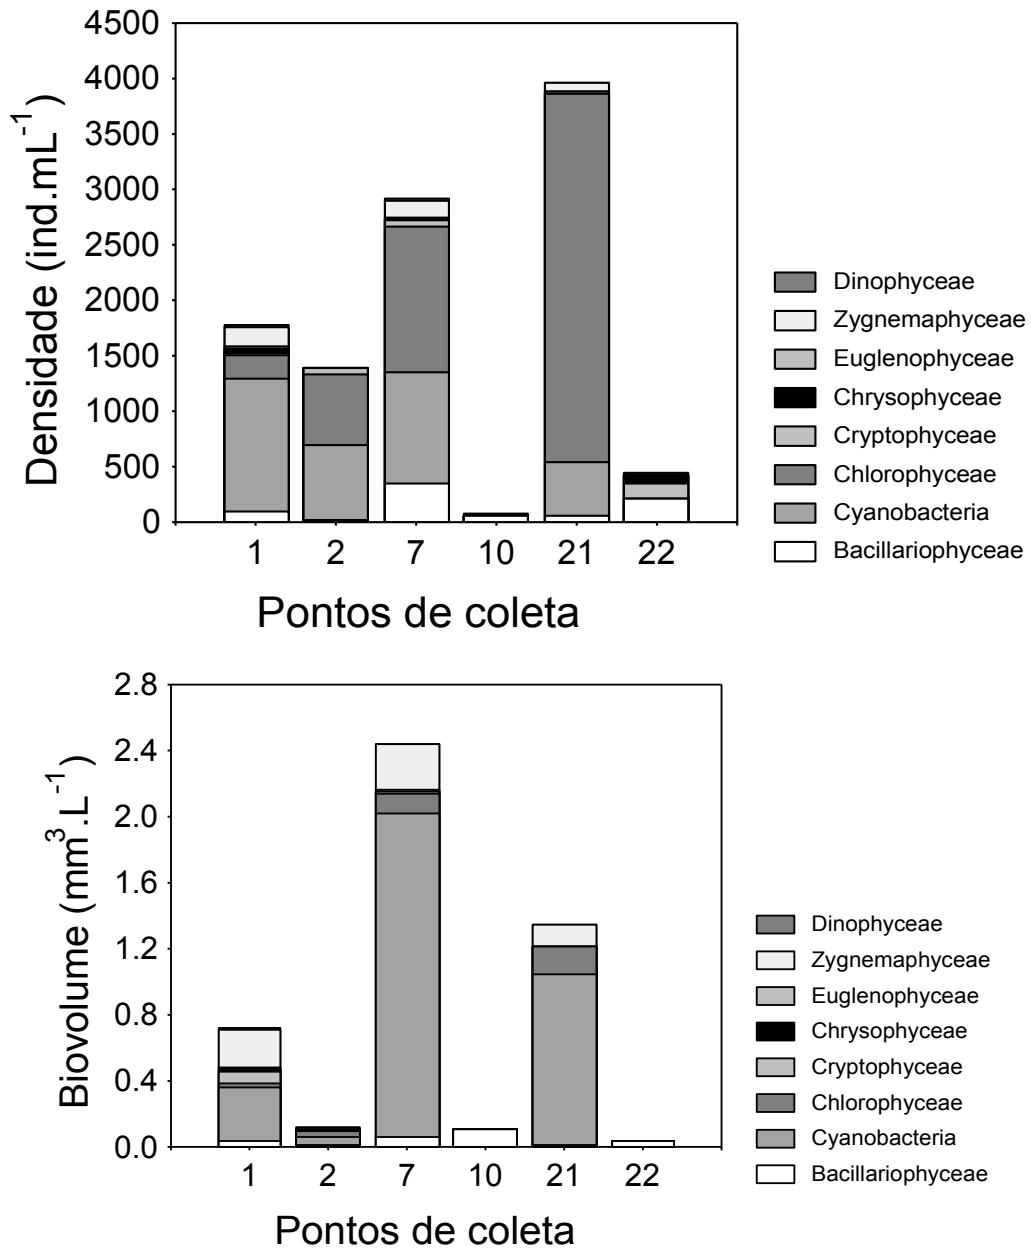 4500
4000
3500
3000
2500
2000
1500
1000
500
0
Densidade (ind.mL⁻¹)
1 2 7 10 21 22
Pontos de coleta
Dinophyceae
Zygnemaphyceae
Euglenophyceae
Chrysophyceae
Cryptophyceae
Chlorophyceae
Cyanobacteria
Bacillariophyceae
2.8
2.4
2.0
1.6
1.2
0.8
0.4
0.0
Biovolume (mm³.L⁻¹)
1 2 7 10 21 22
Pontos de coleta
Dinophyceae
Zygnemaphyceae
Euglenophyceae
Chrysophyceae
Cryptophyceae
Chlorophyceae
Cyanobacteria
Bacillariophyceae